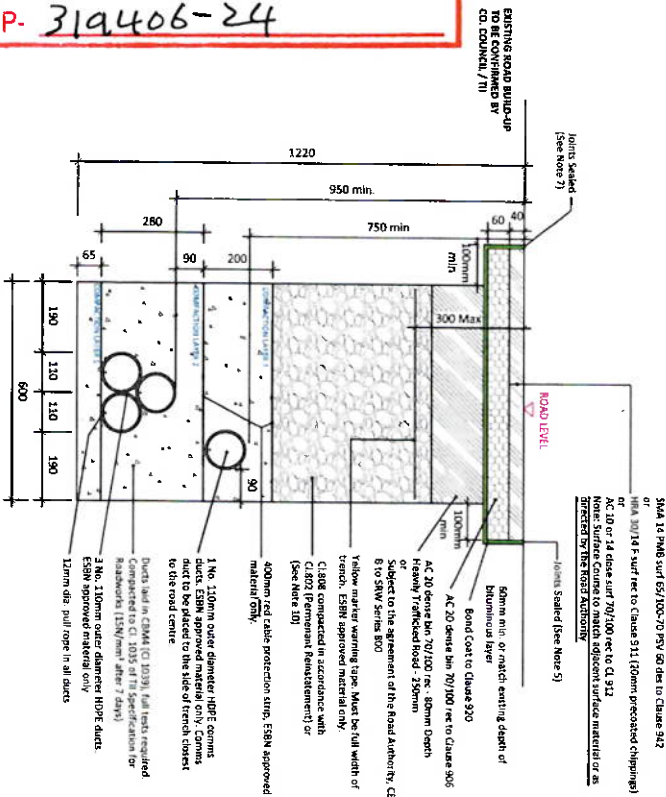 P- 319406-24
EXISTING ROAD BUILD-UP
TO BE CONFIRMED BY
CO. COUNCIL / TII
Joints Sealed
(See Note 7)
1220
950 min.
750 min
280
65
90
200
60
40
100mm
min
300 Max
ROAD LEVEL
100mm
min
COMPACTION LAYER 1
COMPACTION LAYER 2
90
190
110
110
190
600
SMA 14 PMB surf 65/100-70 PSV 60 des to Clause 942
or
HRA 30/14 F surf rec to Clause 911 (20mm precoated chippings)
or
AC 10 or 14 close surf 70/100 rec to CL 912
Note: Surface Course to match adjacent surface material or as
directed by the Road Authority
Joints Sealed (See Note 5)
60mm min. or match existing depth of
bituminous layer
AC 20 dense bin 70/100 rec to Clause 906
Bond Coat to Clause 920
AC 20 dense bin 70/100 rec - 80mm Depth
or
Heavily Trafficked Road - 250mm
Subject to the agreement of the Road Authority,
to SRW Series 800
Yellow marker warning tape. Must be full width of
trench. ESBN approved material only.
CL808 compacted in accordance with
CL802 (Permenant Reinstatement) or
(See Note 10)
400mm red cable protection strip, ESBN approved
material only.
1 No. 110mm outer diameter HDPE comms
ducts. ESBN approved material only. Comms
duct to be placed to the side of trench closest
to the road centre
Ducts laid in CBM4 (Cl 1039), full tests required.
Compacted to Cl. 1035 of TII Specification for
Roadworks (15N/mm² after 7 days)
3 No. 110mm outer diameter HDPE ducts
ESBN approved material only
12mm dia. pull rope in all ducts